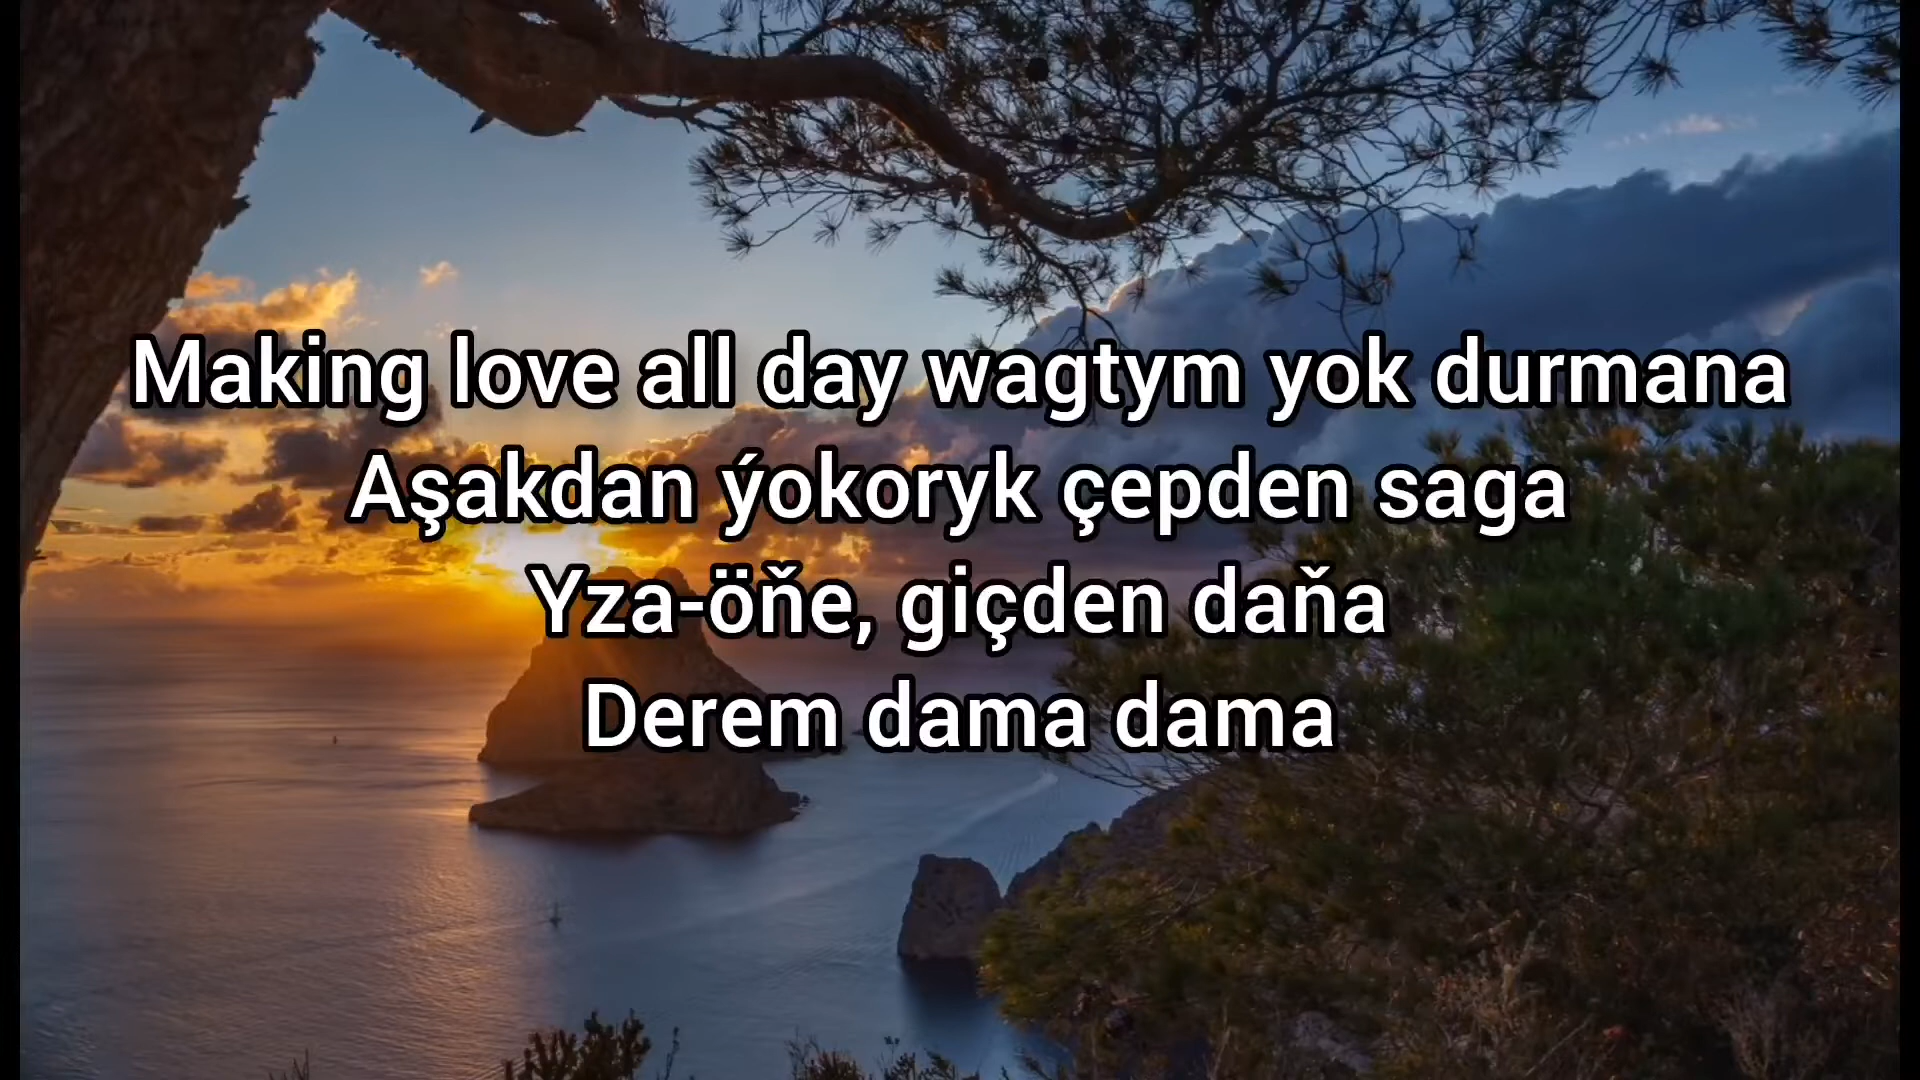 Making love all day wagtym yok durmana
Aşakdan ýokoryk çepden saga
Yza-öňe, giçden daňa
Derem dama dama